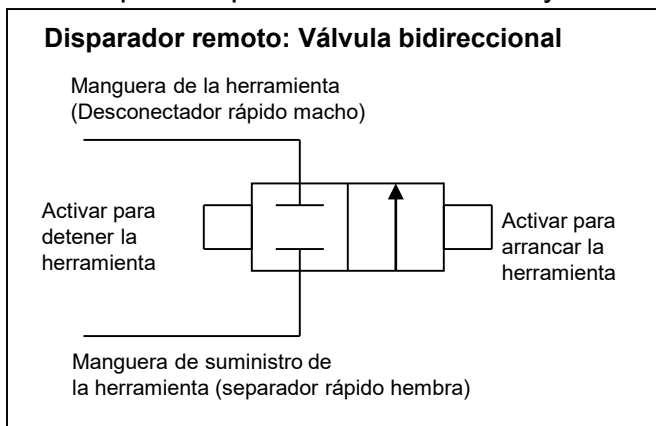 Disparador remoto: Válvula bidireccional
Manguera de la herramienta
(Desconectador rápido macho)
Activar para
detener la
herramienta
Activar para
arrancar la
herramienta
Manguera de suministro de
la herramienta (separador rápido hembra)